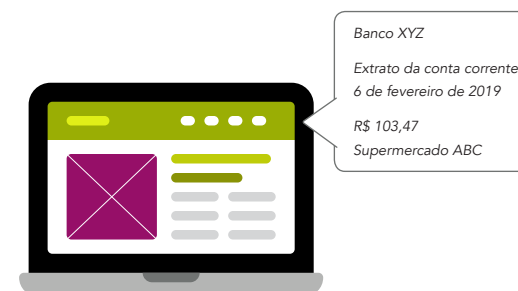 Banco XYZ
Extrato da conta corrente
6 de fevereiro de 2019
R$ 103,47
Supermercado ABC